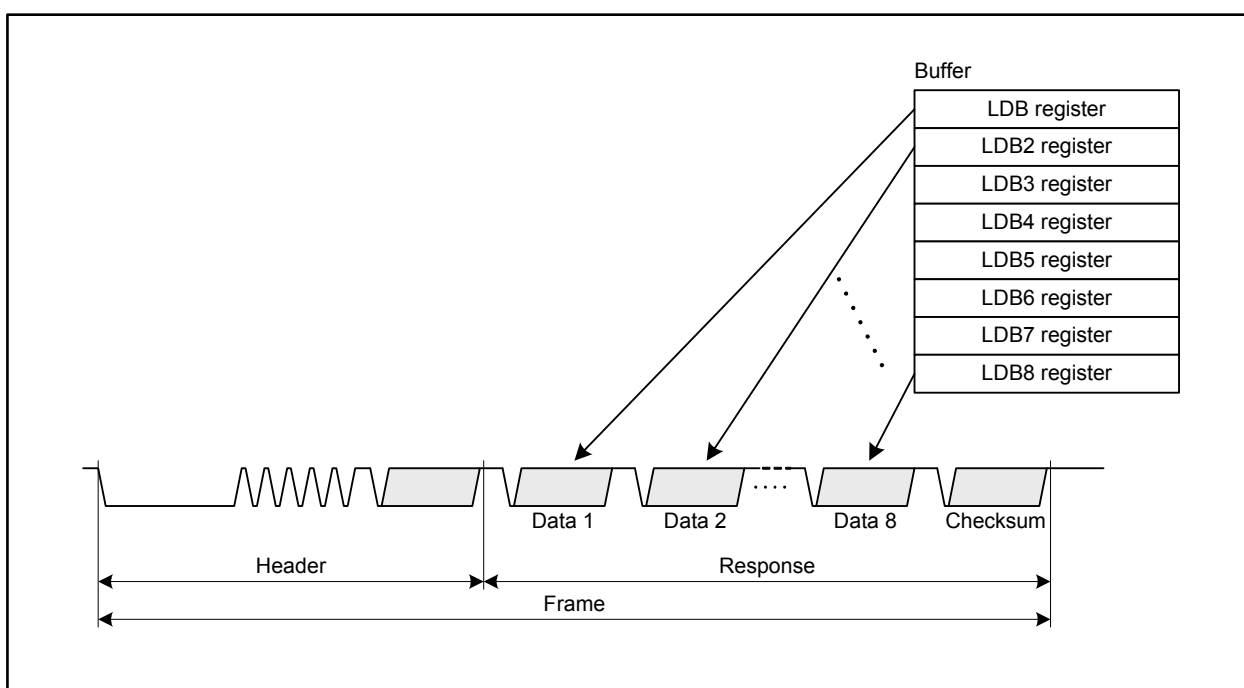 Buffer
LDB register
LDB2 register
LDB3 register
LDB4 register
LDB5 register
LDB6 register
LDB7 register
LDB8 register
Data 1 Data 2 Data 8 Checksum
Header Response
Frame